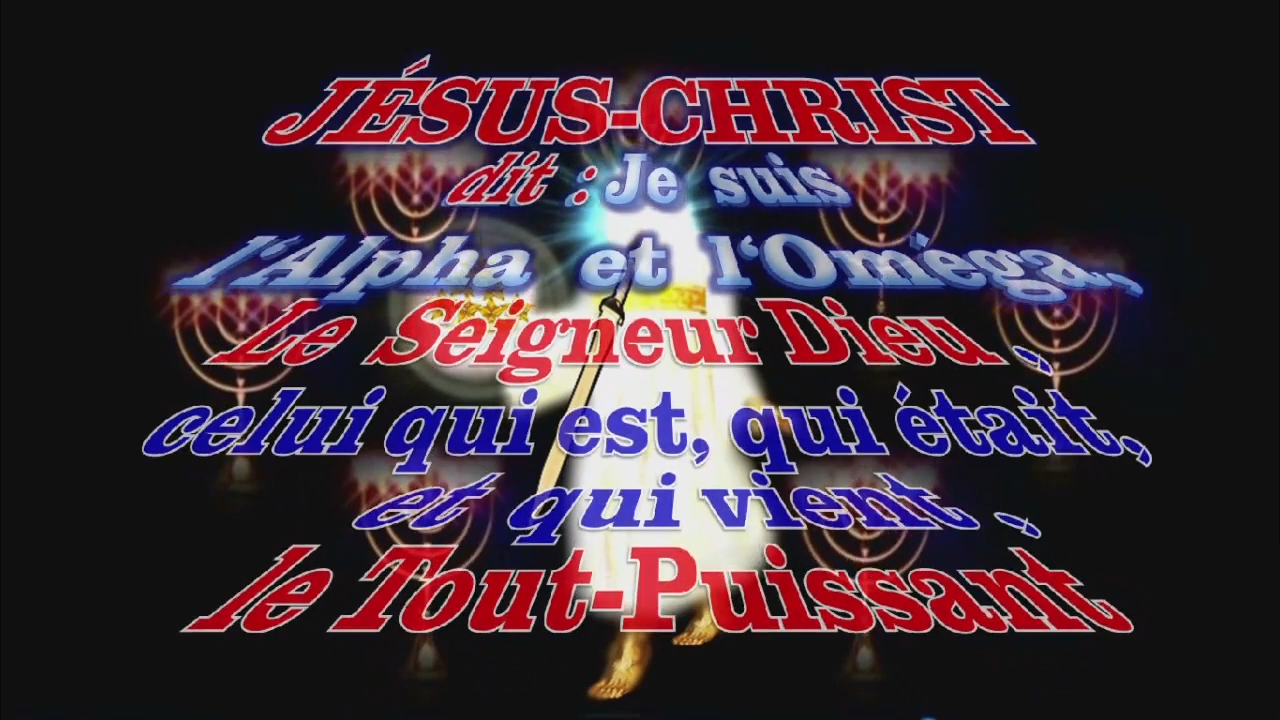 JÉSUS-CHRIST
dit : Je suis
l'Alpha et l'Oméga,
Le Seigneur Dieu :
celui qui est, qui était,
et qui vient :
le Tout-Puissant